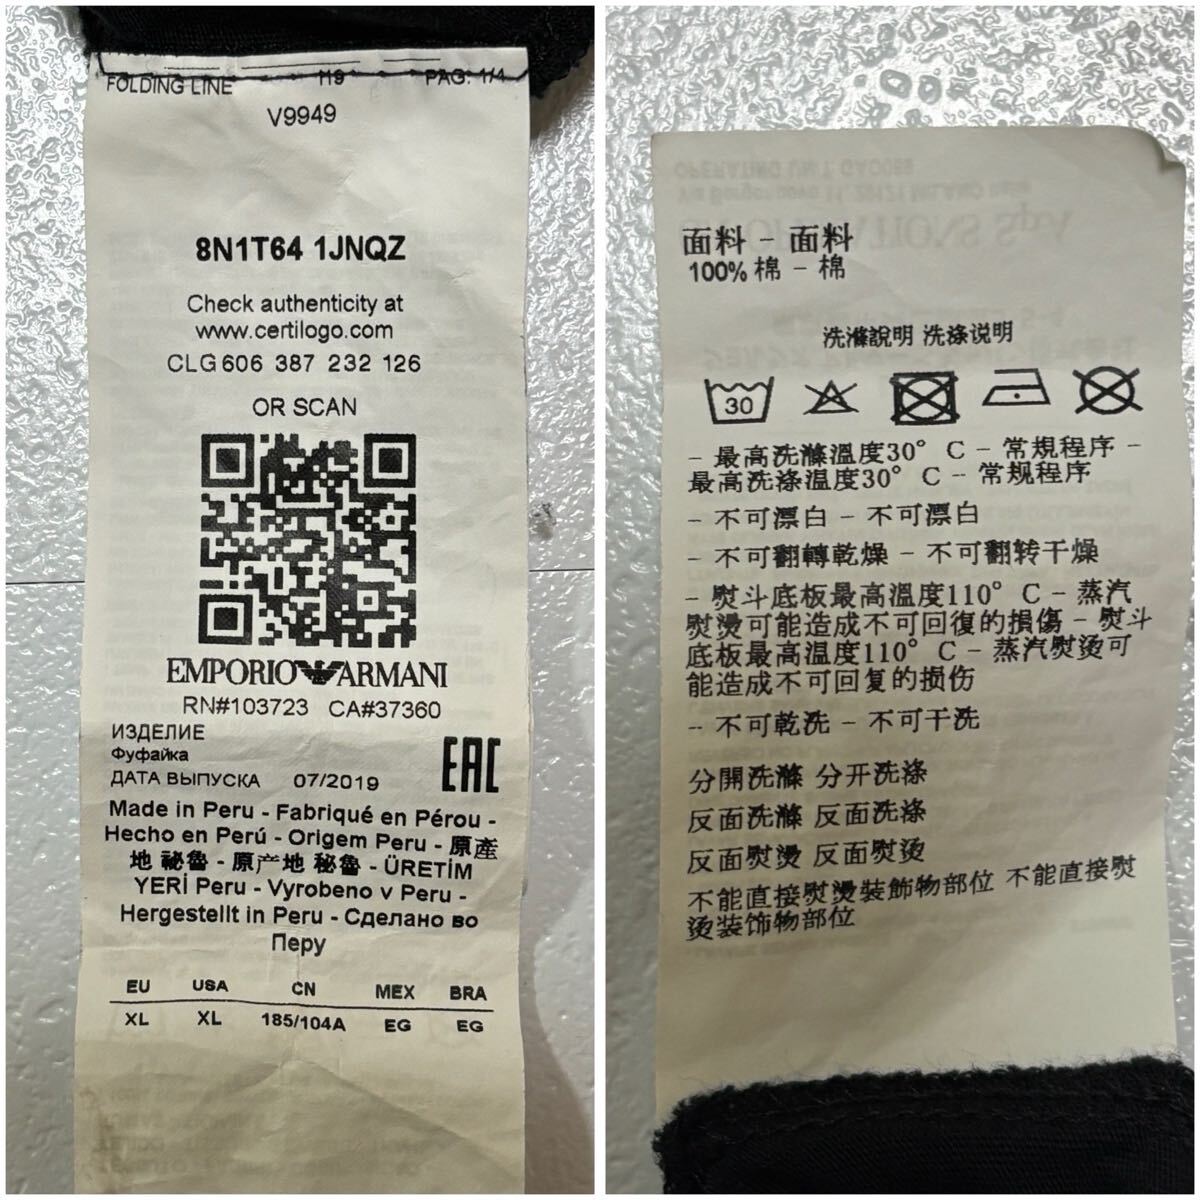 FOLDING LINE 119 PAG: 1/4
V9949
8N1T64 1JNQZ
Check authenticity at
www.certilogo.com
CLG 606 387 232 126
OR SCAN
EMPORIO ARMANI
RN#103723 CA#37360
ИЗДЕЛИЕ
Фуфайка
ДАТА ВЫПУСКА 07/2019
EAC
Made in Peru - Fabriqué en Pérou -
Hecho en Perú - Origem Peru - 原產
地 祕魯 - 原产地 秘鲁 - ÜRETİM
YERİ Peru - Vyrobeno v Peru -
Hergestellt in Peru - Сделано во
Перу
EU USA CN MEX BRA
XL XL 185/104A EG EG
面料 - 面料
100% 棉 - 棉
洗滌說明 洗涤说明
30
- 最高洗滌溫度30° C - 常規程序 -
最高洗涤温度30° C - 常规程序
- 不可漂白 - 不可漂白
- 不可翻轉乾燥 - 不可翻转干燥
- 熨斗底板最高溫度110° C - 蒸汽
熨燙可能造成不可回復的損傷 - 熨斗
底板最高温度110° C - 蒸汽熨烫可
能造成不可回复的损伤
- 不可乾洗 - 不可干洗
分開洗滌 分开洗涤
反面洗滌 反面洗涤
反面熨燙 反面熨烫
不能直接熨燙裝飾物部位 不能直接熨
烫装饰物部位